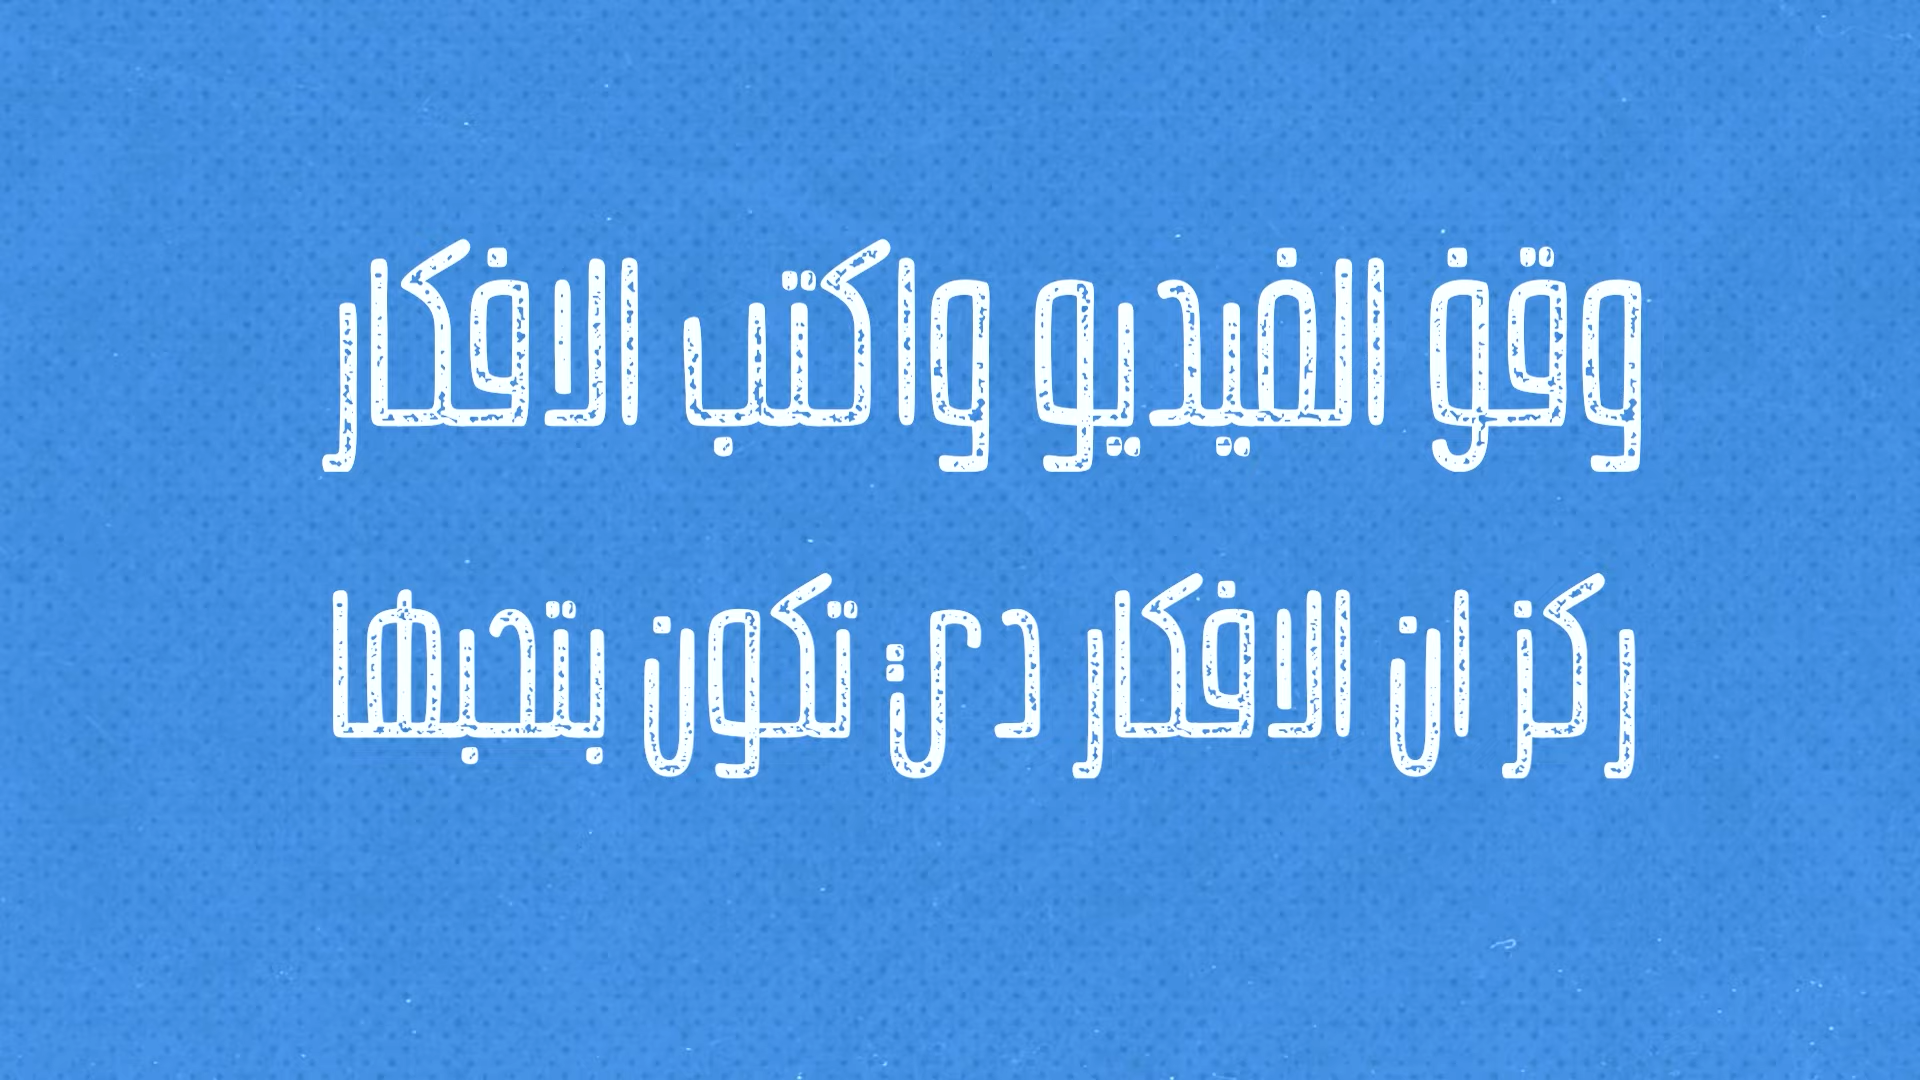 وقف الفيديو واكتب الافكار
ركز ان الافكار دي تكون بتحبها